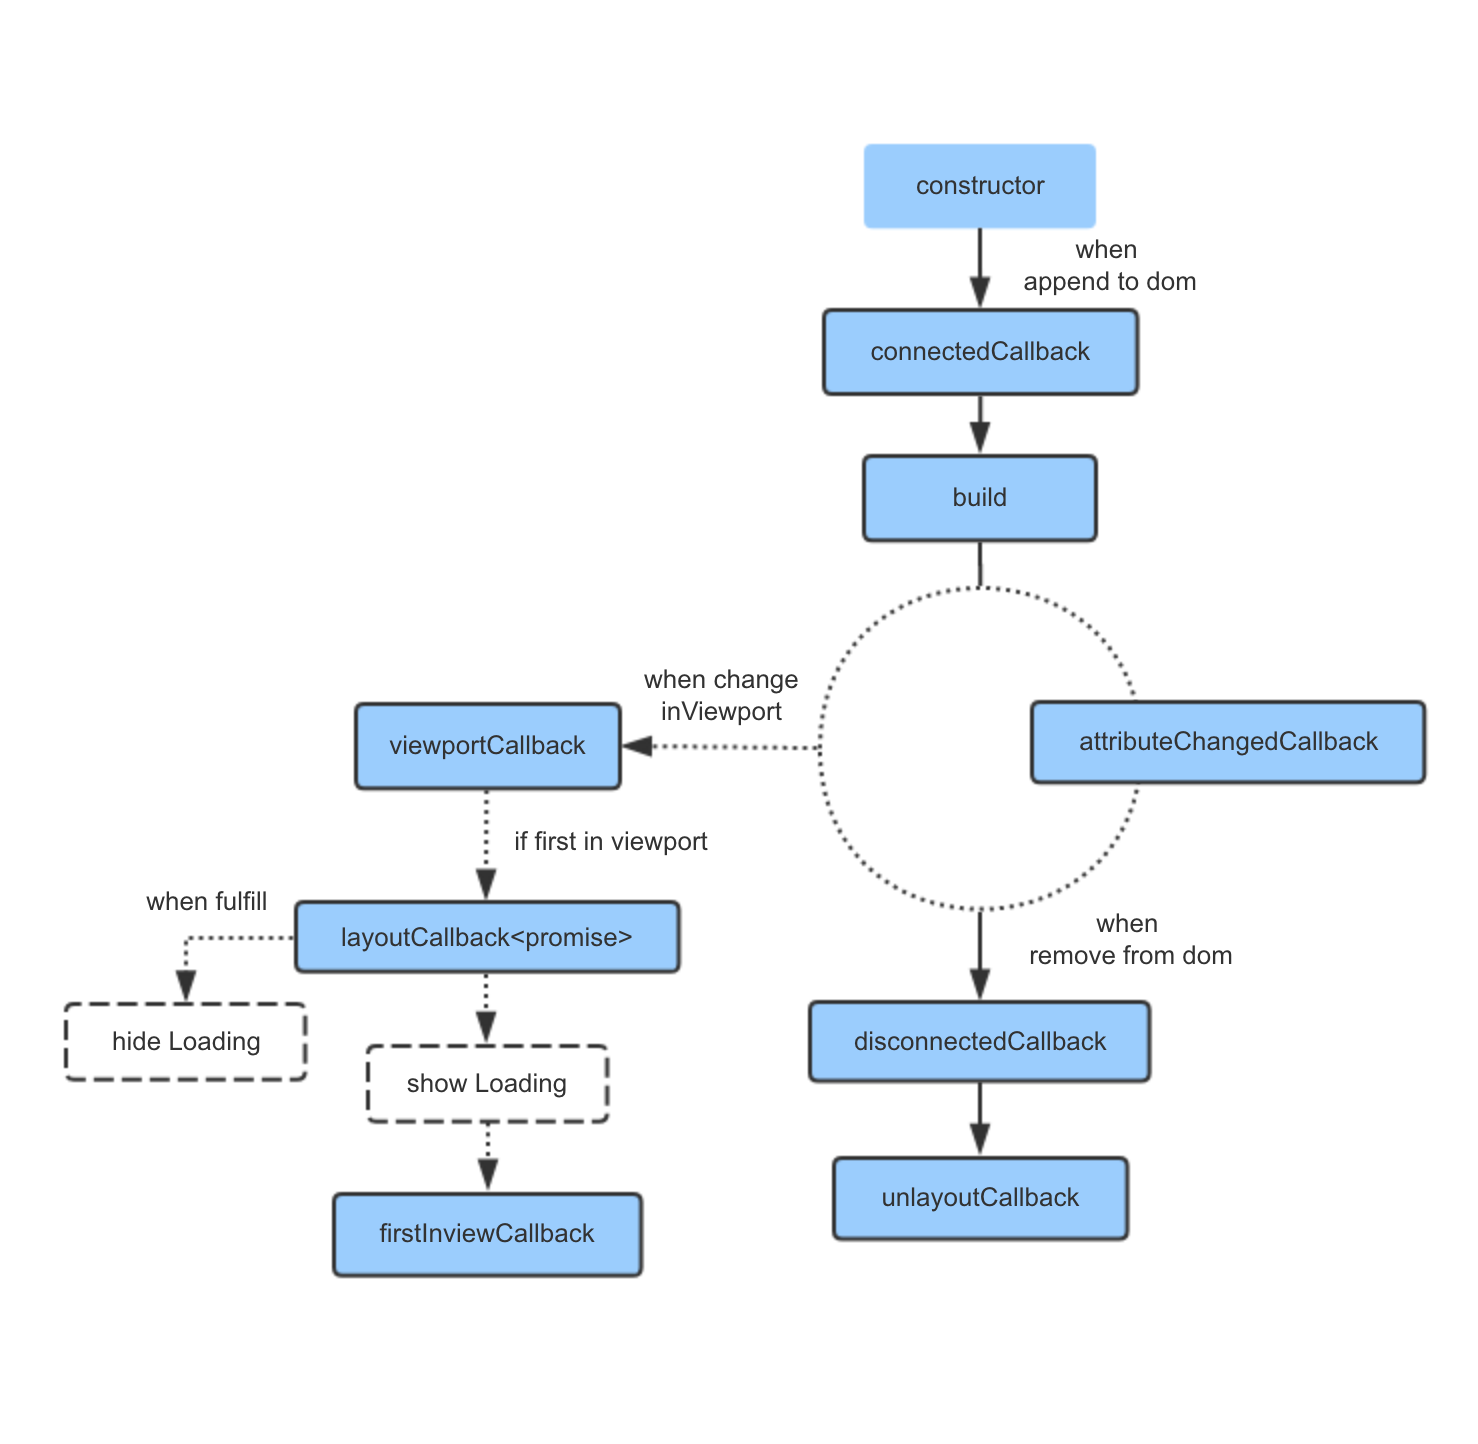 constructor
when
append to dom
connectedCallback
build
when change
inViewport
viewportCallback
attributeChangedCallback
if first in viewport
when fulfill
layoutCallback<promise>
when
remove from dom
hide Loading
show Loading
disconnectedCallback
unlayoutCallback
firstInviewCallback